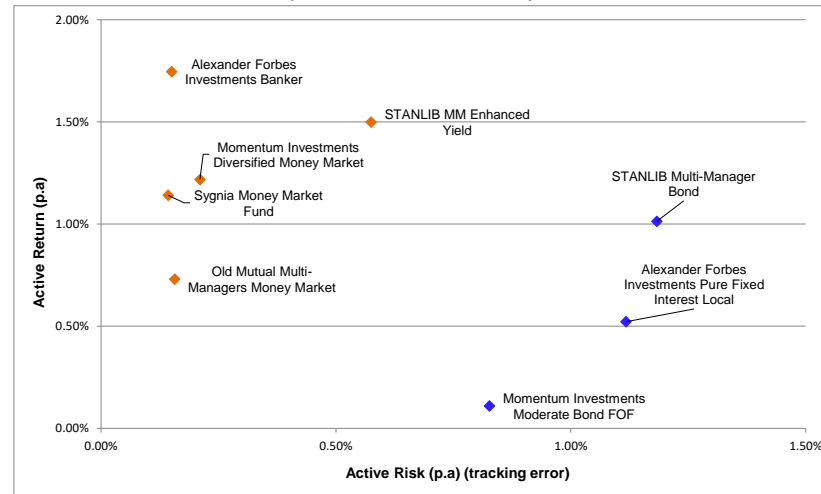 2.00%
Alexander Forbes
Investments Banker
1.50%
STANLIB MM Enhanced
Yield
Momentum Investments
Diversified Money Market
STANLIB Multi-Manager
Bond
Sygnia Money Market
Fund
1.00%
Old Mutual Multi-
Managers Money Market
Alexander Forbes
Investments Pure Fixed
Interest Local
0.50%
Momentum Investments
Moderate Bond FOF
0.00%
0.00%
0.50%
1.00%
1.50%
Active Return (p.a)
Active Risk (p.a) (tracking error)